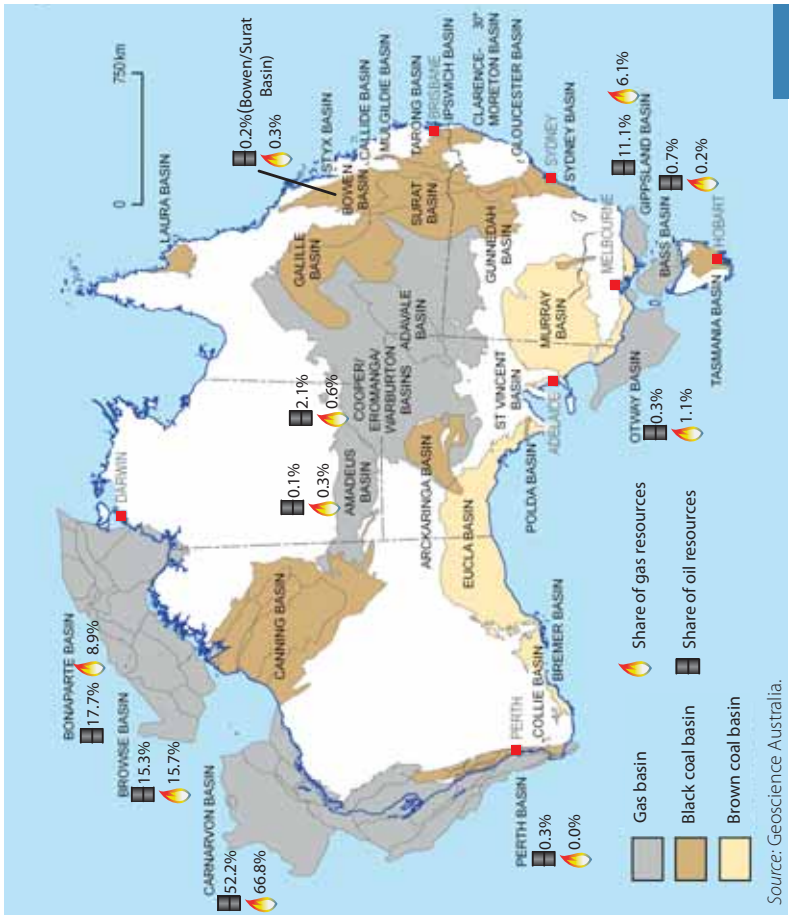 0
750 km
0.2%(Bowen/Surat
Basin)
0.3%
LAURA BASIN
STYX BASIN
BOWEN
BASIN
CALLIDE BASIN
MULGILDIE BASIN
TARONG BASIN
BRISBANE
IPSWICH BASIN
30°
CLARENCE-
MORETON BASIN
GLOUCESTER BASIN
SYDNEY
SYDNEY BASIN
GALILLE
BASIN
SURAT
BASIN
GUNNEDAH
BASIN
ADAVALE
BASIN
COOPER/
EROMANGA/
WARBURTON
BASINS
2.1%
0.6%
AMADEUS
BASIN
0.1%
0.3%
DARWIN
BONAPARTE BASIN
17.7%
8.9%
BROWSE BASIN
15.3%
15.7%
CARNARVON BASIN
52.2%
66.8%
CANNING BASIN
ARCKARINGA BASIN
EUCLA BASIN
POLDA BASIN
ST VINCENT
BASIN
ADELAIDE
MURRAY
BASIN
MELBOURNE
11.1%
6.1%
GIPPSLAND BASIN
0.7%
0.2%
BASS BASIN
HOBART
TASMANIA BASIN
OTWAY BASIN
0.3%
1.1%
PERTH
COLLIE BASIN
BREMER BASIN
PERTH BASIN
0.3%
0.0%
Gas basin
Black coal basin
Brown coal basin
Share of gas resources
Share of oil resources
Source: Geoscience Australia.